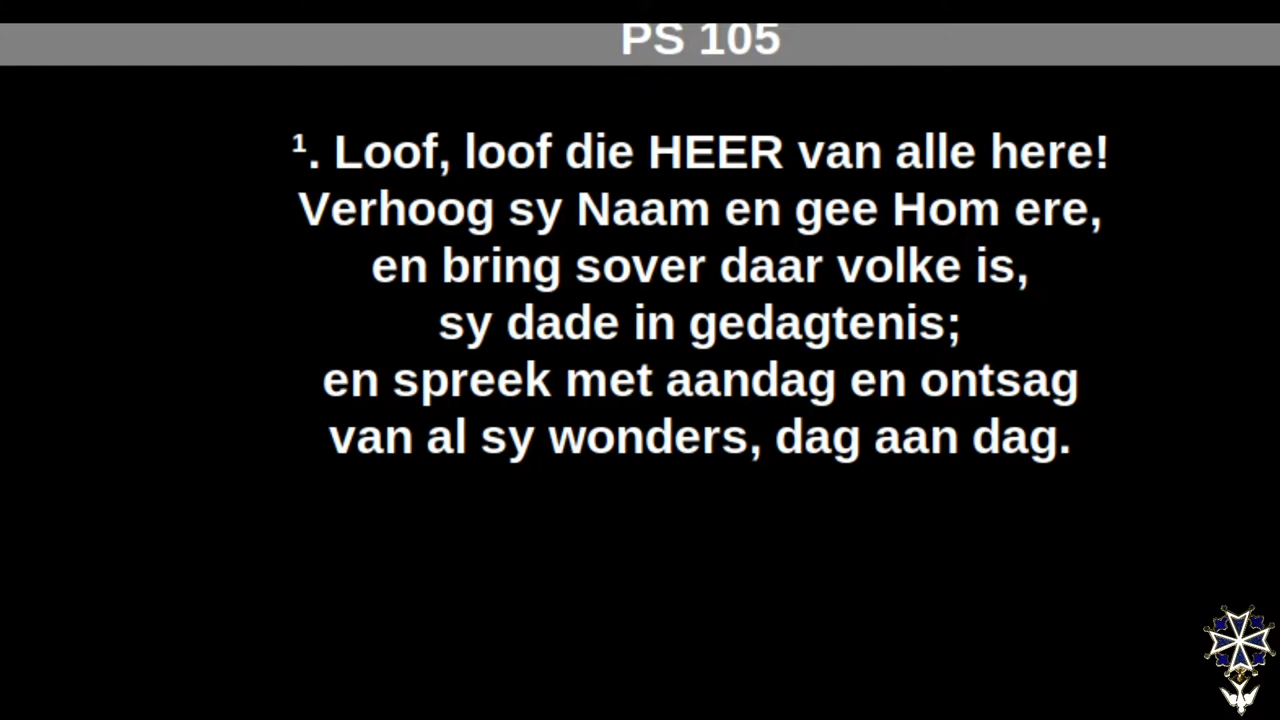 PS 105
¹. Loof, loof die HEER van alle here!
Verhoog sy Naam en gee Hom ere,
en bring sover daar volke is,
sy dade in gedagtenis;
en spreek met aandag en ontsag
van al sy wonders, dag aan dag.